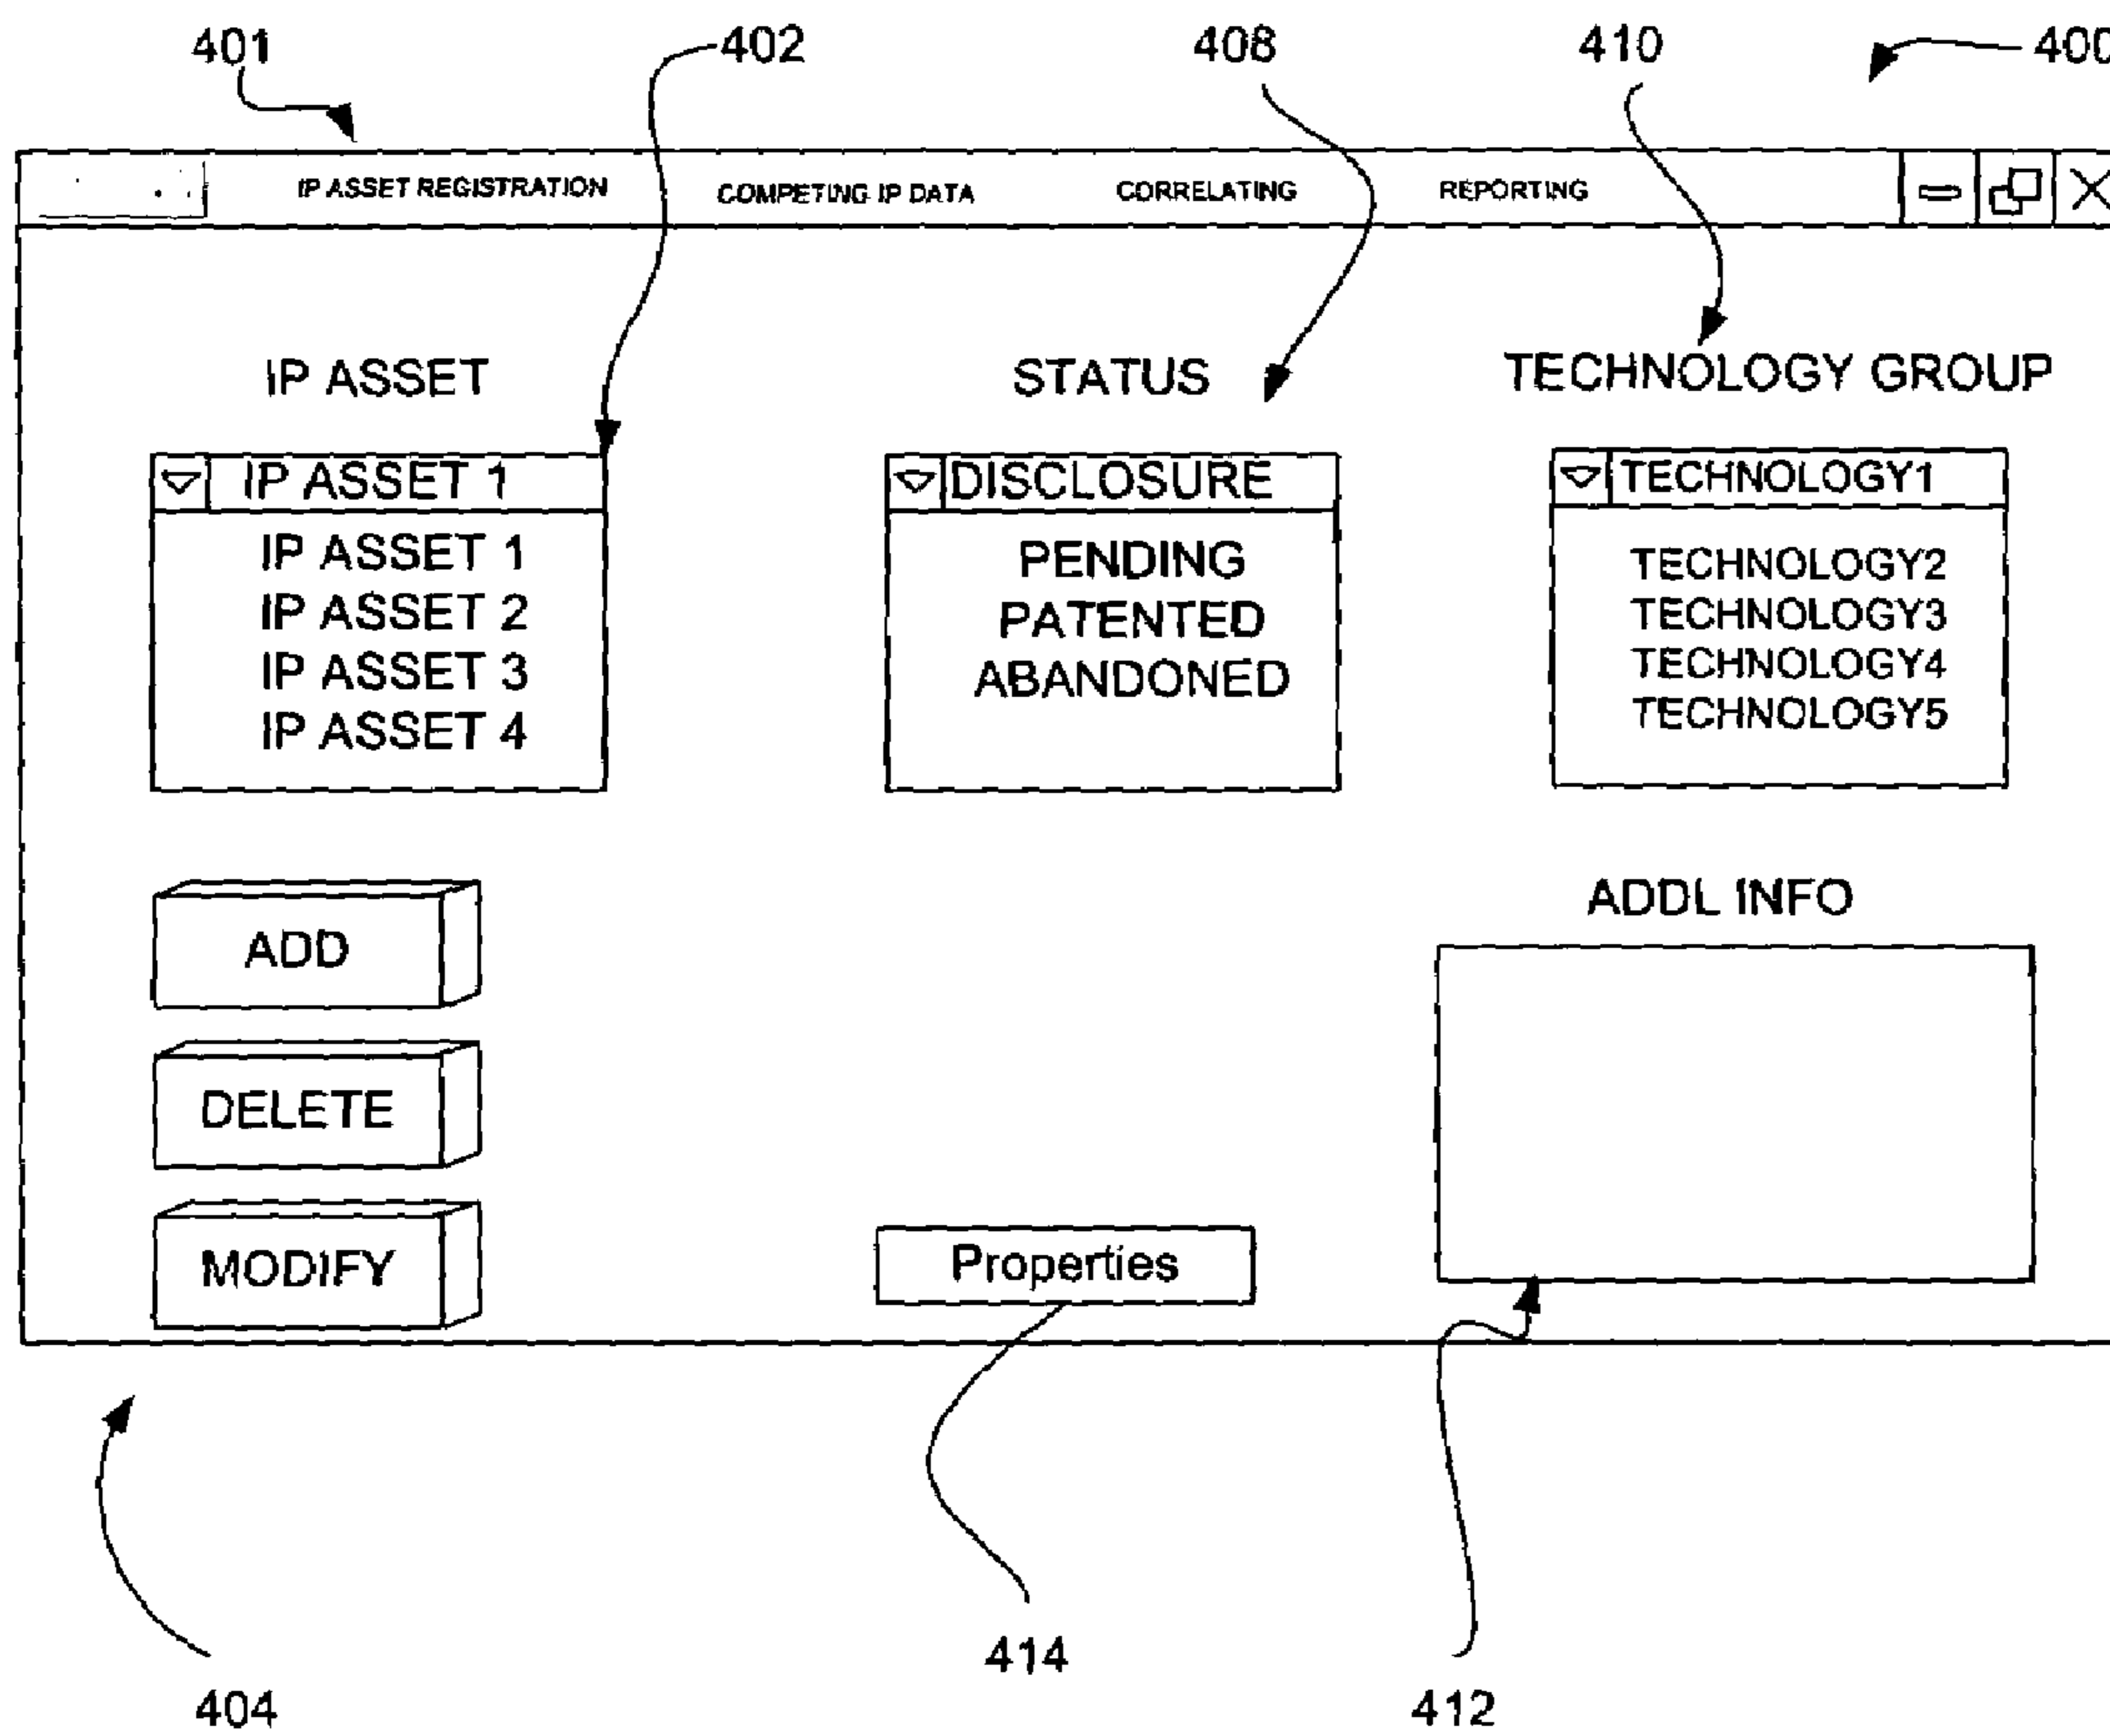 401 402 408 410 400
IP ASSET REGISTRATION COMPETING IP DATA CORRELATING REPORTING
IP ASSET STATUS TECHNOLOGY GROUP
IP ASSET 1
IP ASSET 1
IP ASSET 2
IP ASSET 3
IP ASSET 4
DISCLOSURE
PENDING
PATENTED
ABANDONED
TECHNOLOGY1
TECHNOLOGY2
TECHNOLOGY3
TECHNOLOGY4
TECHNOLOGY5
ADD
DELETE
MODIFY
Properties
ADDL INFO
404
414
412